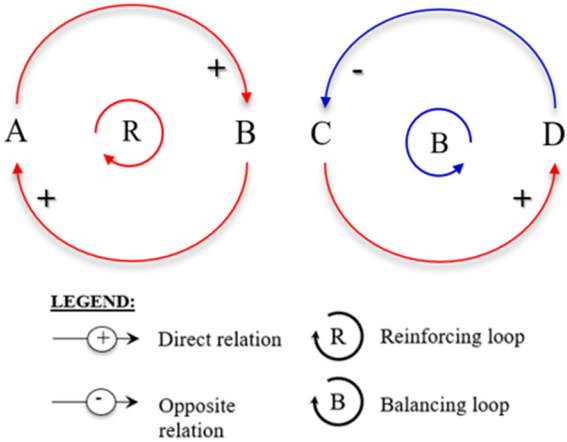 + -
A R B C B D
+ +
LEGEND:
+ Direct relation R Reinforcing loop
- Opposite relation B Balancing loop